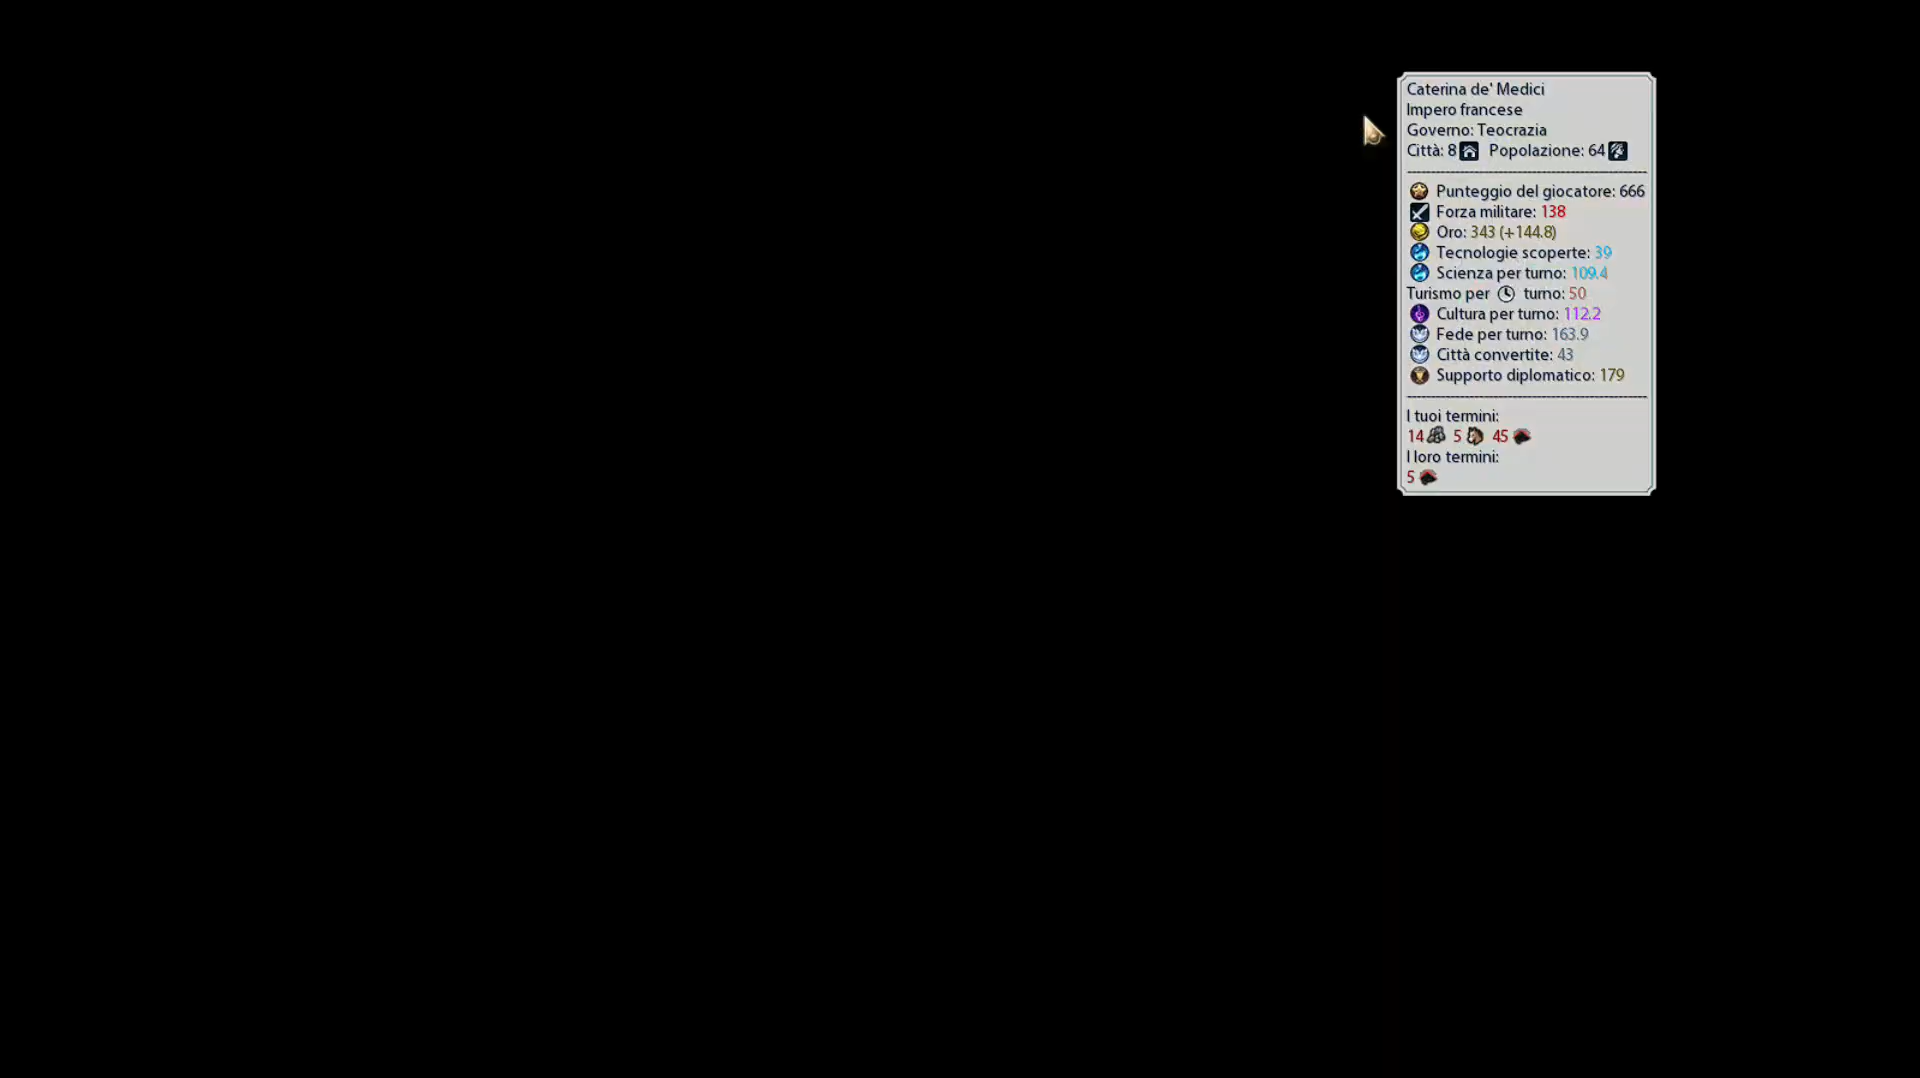 Caterina de' Medici
Impero francese
Governo: Teocrazia
Città: 8 Popolazione: 64
Punteggio del giocatore: 666
Forza militare: 138
Oro: 343 (+144.8)
Tecnologie scoperte: 39
Scienza per turno: 109.4
Turismo per turno: 50
Cultura per turno: 112.2
Fede per turno: 163.9
Città convertite: 43
Supporto diplomatico: 179
I tuoi termini:
14 5 45
I loro termini:
5